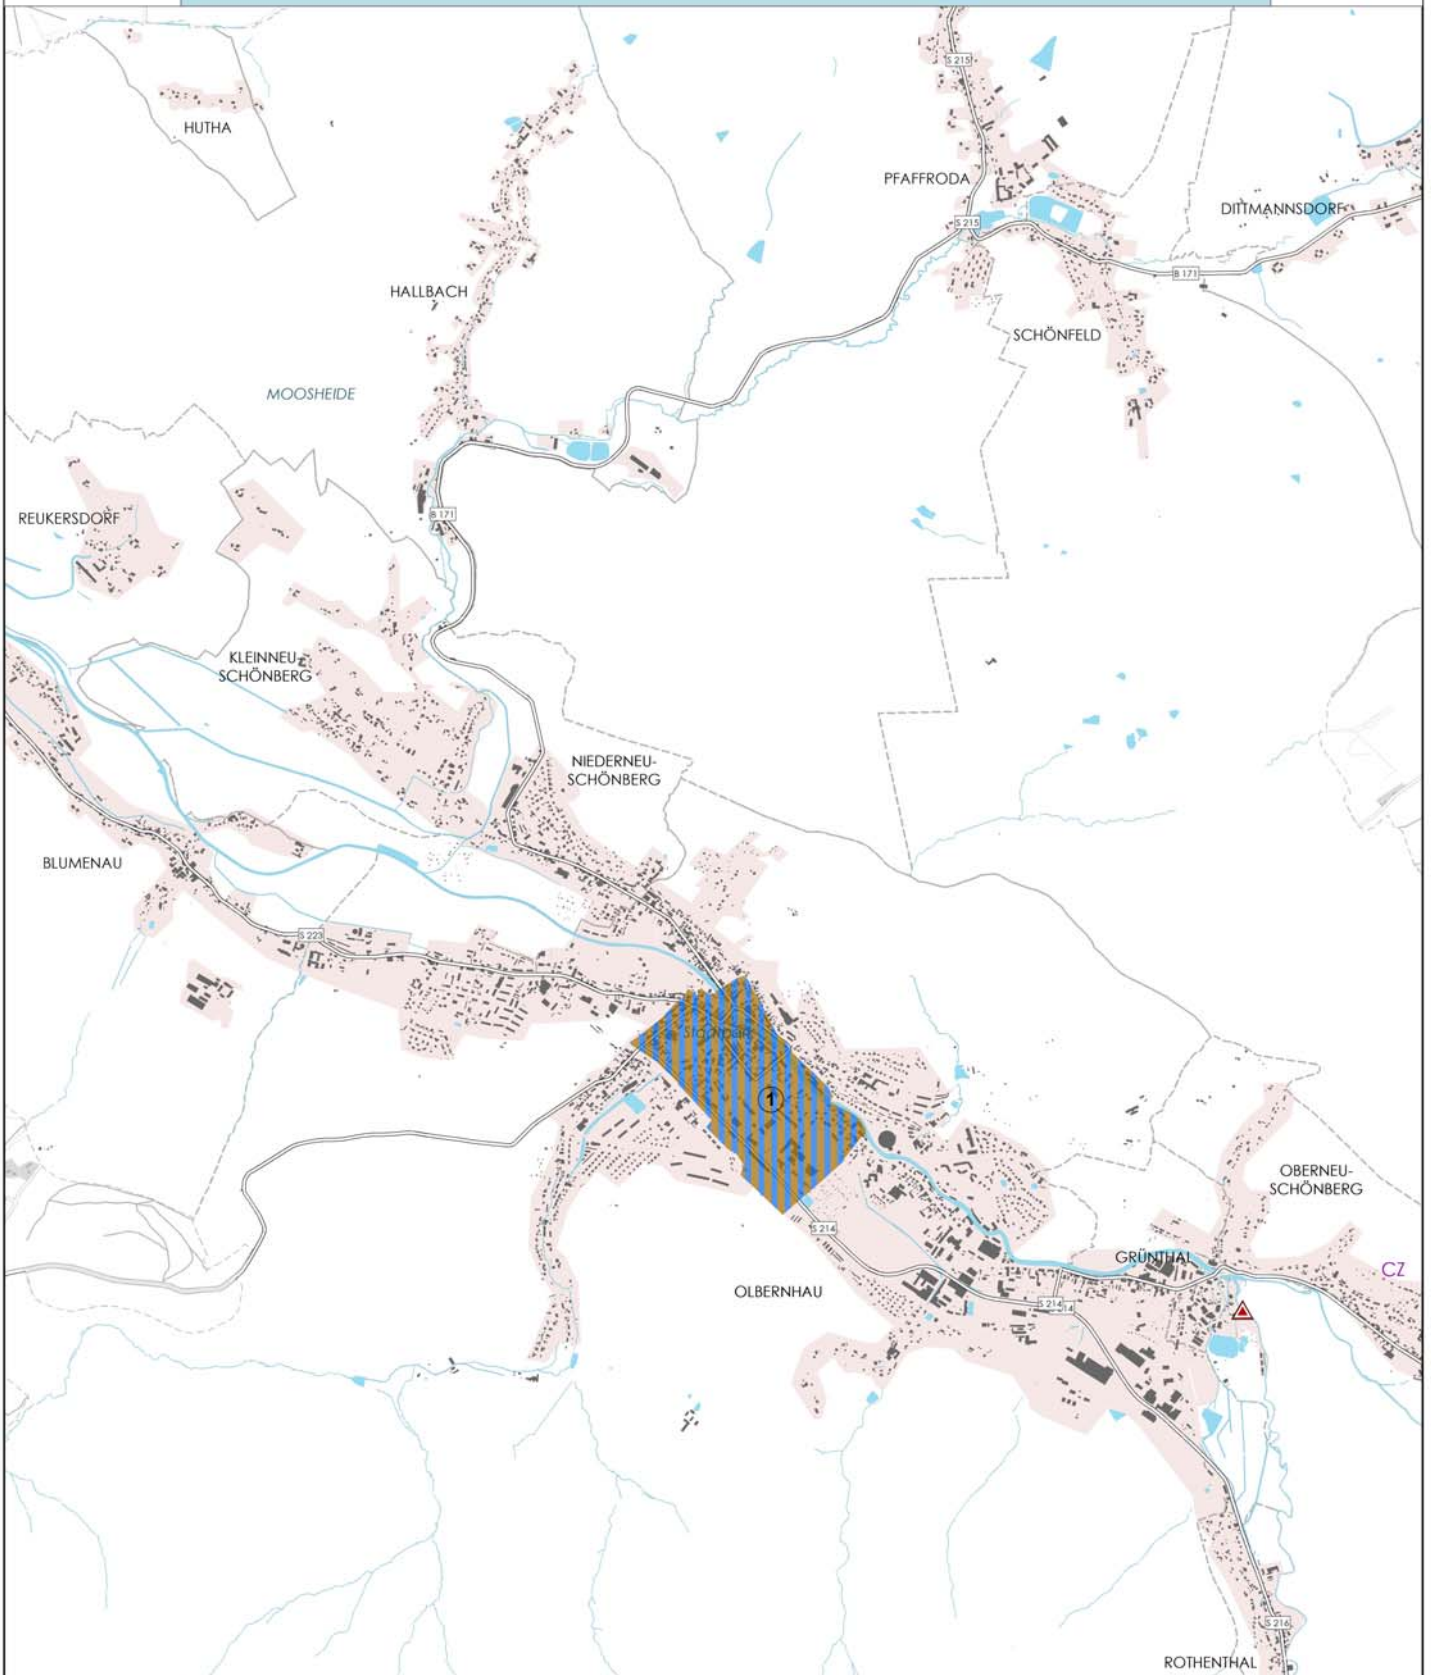 S 215
HUTHA
PFAFFRODA
S 215
DITTMANNSDORF
B 171
HALLBACH
SCHÖNFELD
MOOSHEIDE
REUKERSDORF
B 171
KLEINNEU-
SCHÖNBERG
NIEDERNEU-
SCHÖNBERG
BLUMENAU
S 223
1
OBERNEU-
SCHÖNBERG
S 214
GRÜNTHAL
CZ
OLBERNHAU
S 214
14
S 216
ROTHENTHAL